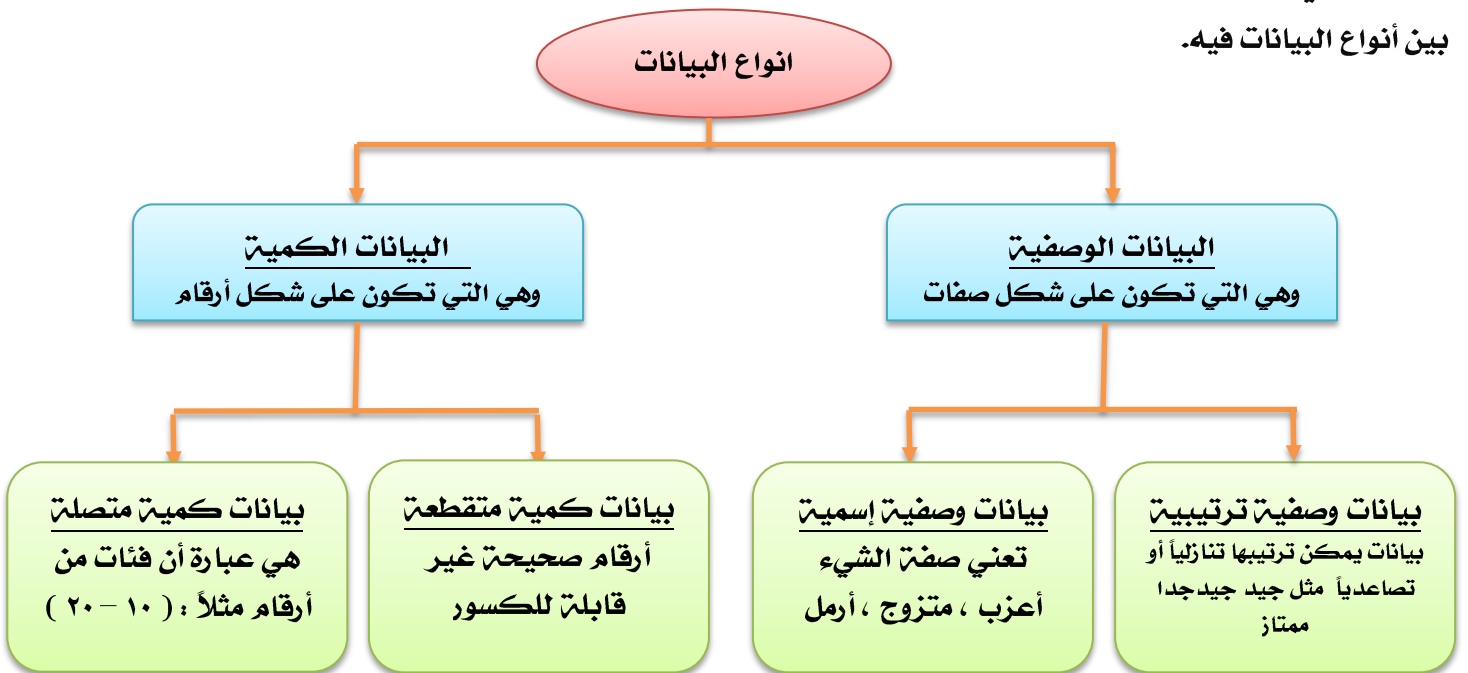 بين أنواع البيانات فيه.
انواع البيانات
البيانات الوصفية
وهي التي تكون على شكل صفات
البيانات الكمية
وهي التي تكون على شكل أرقام
بيانات وصفية ترتيبية
بيانات يمكن ترتيبها تنازلياً أو
تصاعدياً مثل جيد جيدجدا
ممتاز
بيانات وصفية إسمية
تعني صفة الشيء
أعزب ، متزوج ، أرمل
بيانات كمية متقطعة
أرقام صحيحة غير
قابلة للكسور
بيانات كمية متصلة
هي عبارة أن فئات من
أرقام مثلاً : ( ١٠ – ٢٠ )